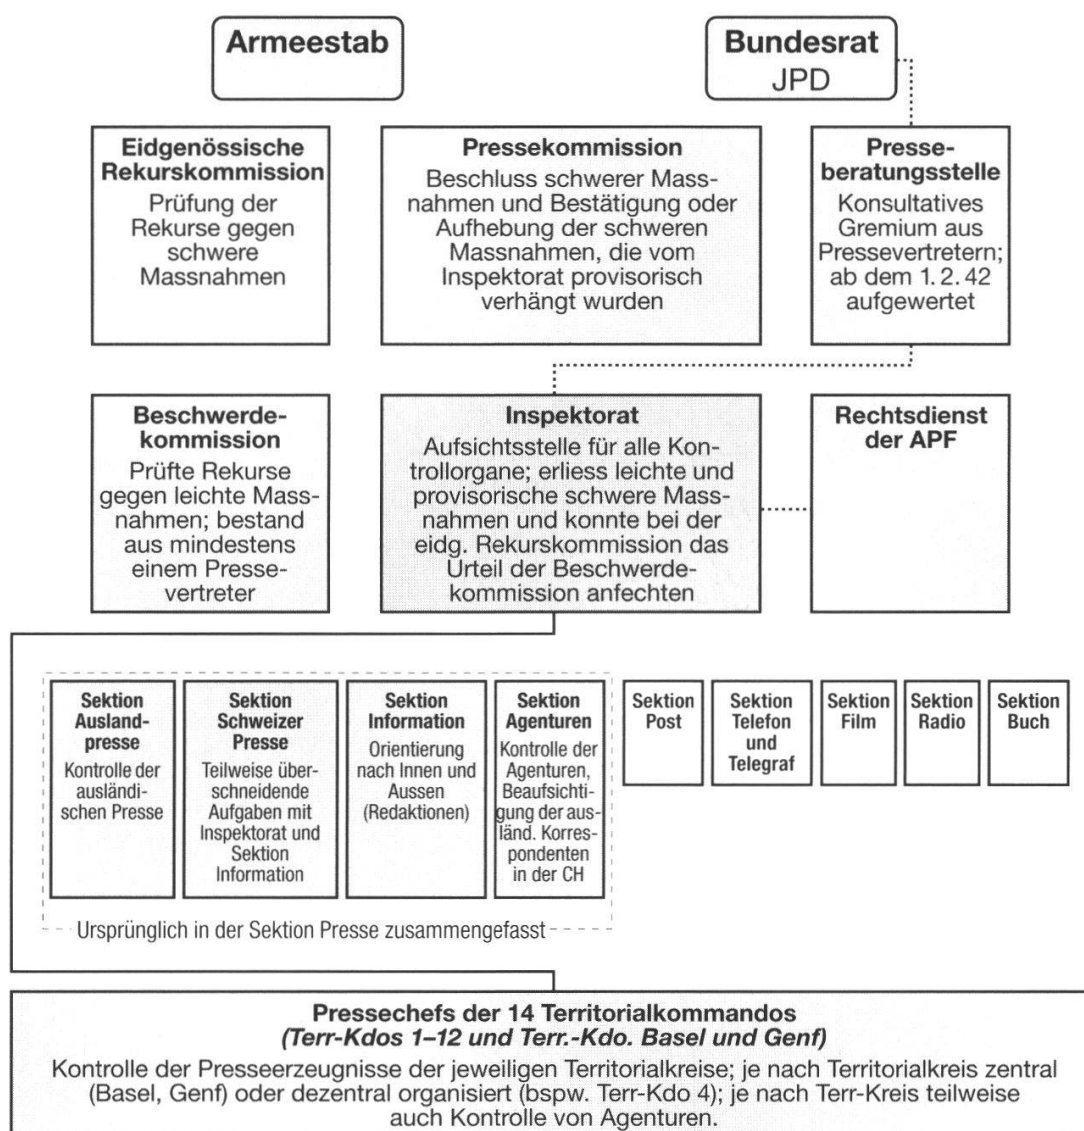 Armeestab
Bundesrat
JPD
Eidgenössische
Rekurskommission
Prüfung der
Rekurse gegen
schwere
Massnahmen
Pressekommission
Beschluss schwerer Mass-
nahmen und Bestätigung oder
Aufhebung der schweren
Massnahmen, die vom
Inspektorat provisorisch
verhängt wurden
Presse-
beratungsstelle
Konsultatives
Gremium aus
Pressevertretern;
ab dem 1. 2. 42
aufgewertet
Beschwerde-
kommission
Prüfte Rekurse
gegen leichte Mass-
nahmen; bestand
aus mindestens
einem Presse-
vertreter
Inspektorat
Aufsichtsstelle für alle Kon-
trollorgane; erliess leichte und
provisorische schwere Mass-
nahmen und konnte bei der
eidg. Rekurskommission das
Urteil der Beschwerde-
kommission anfechten
Rechtsdienst
der APF
Sektion
Ausland-
presse
Kontrolle der
ausländi-
schen Presse
Sektion
Schweizer
Presse
Teilweise über-
schneidende
Aufgaben mit
Inspektorat und
Sektion
Information
Sektion
Information
Orientierung
nach Innen und
Aussen
(Redaktionen)
Sektion
Agenturen
Kontrolle der
Agenturen,
Beaufsichti-
gung der aus-
länd. Korres-
pondenten
in der CH
Sektion
Post
Sektion
Telefon
und
Telegraf
Sektion
Film
Sektion
Radio
Sektion
Buch
Ursprünglich in der Sektion Presse zusammengefasst
Pressechefs der 14 Territorialkommandos
(Terr-Kdos 1–12 und Terr.-Kdo. Basel und Genf)
Kontrolle der Presseerzeugnisse der jeweiligen Territorialkreise; je nach Territorialkreis zentral
(Basel, Genf) oder dezentral organisiert (bspw. Terr-Kdo 4); je nach Terr-Kreis teilweise
auch Kontrolle von Agenturen.